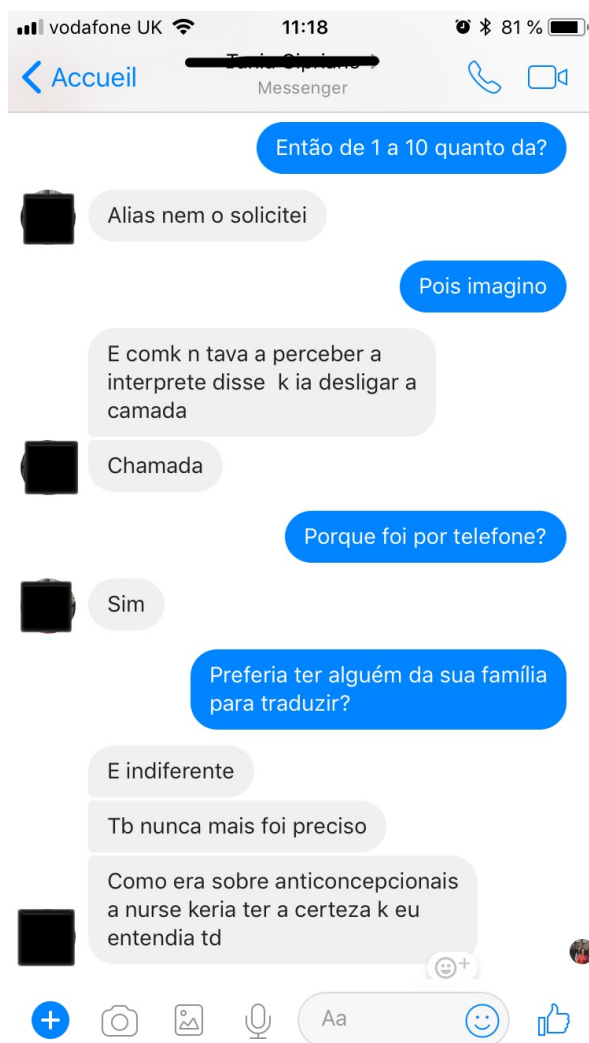 vodafone UK 11:18 81 %
Accueil
Messenger
Então de 1 a 10 quanto da?
Alias nem o solicitei
Pois imagino
E comk n tava a perceber a
interprete disse k ia desligar a
camada
Chamada
Porque foi por telefone?
Sim
Preferia ter alguém da sua família
para traduzir?
E indiferente
Tb nunca mais foi preciso
Como era sobre anticoncepcionais
a nurse keria ter a certeza k eu
entendia td
Aa